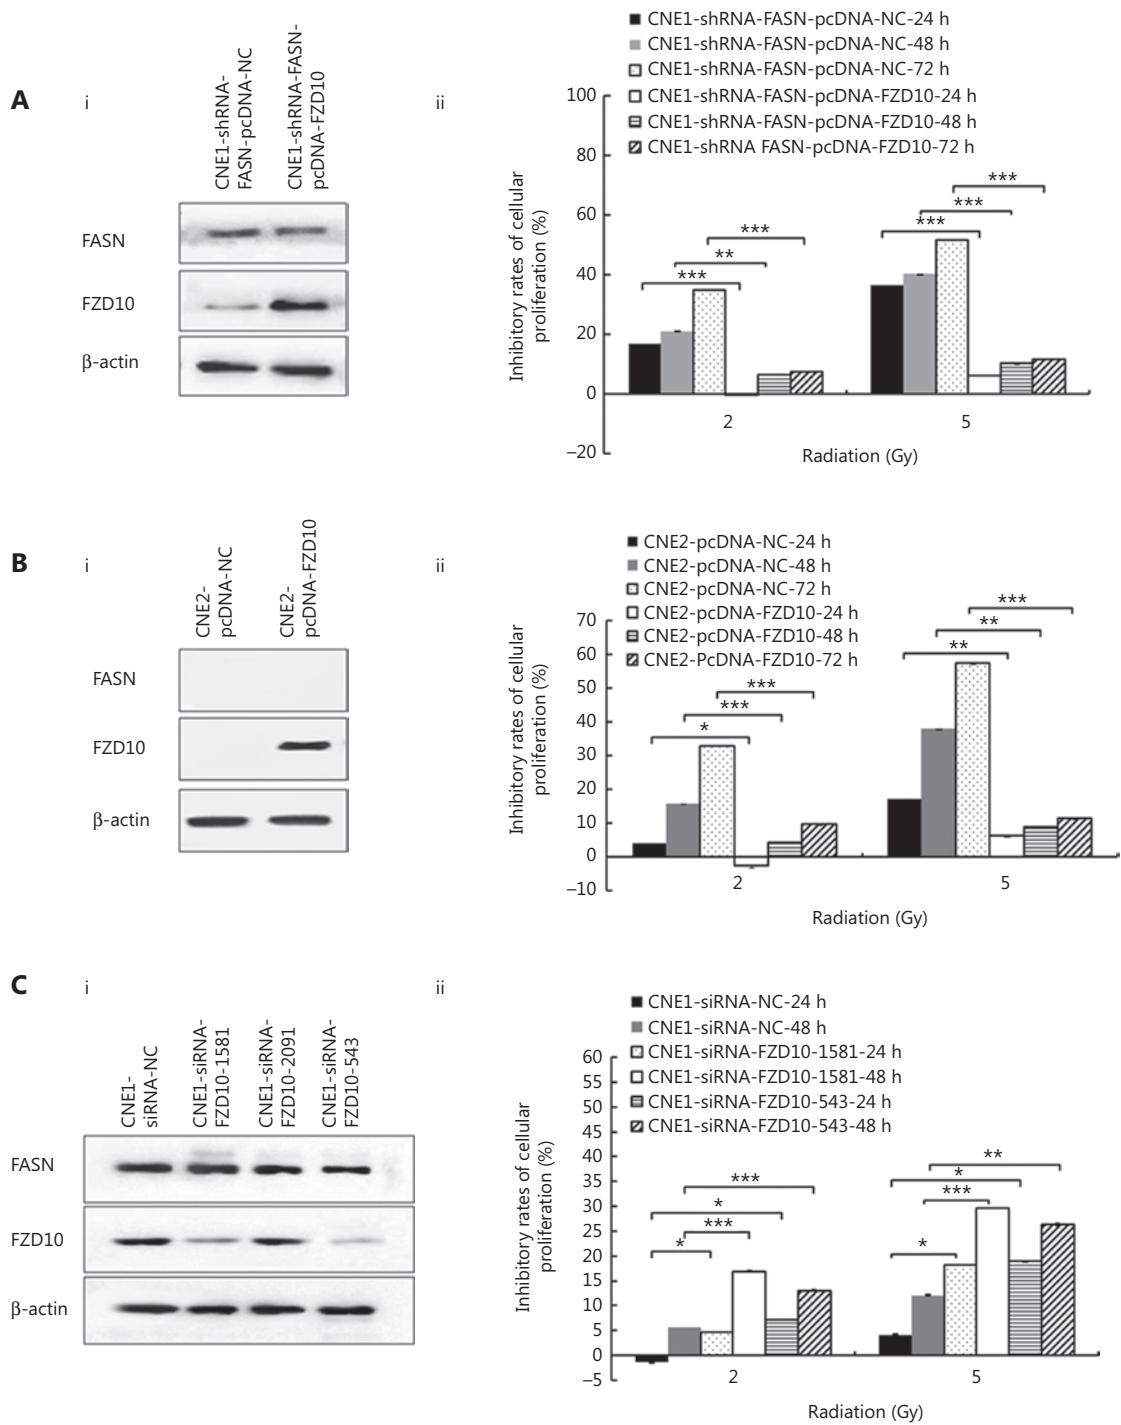 A
i
CNE1-shRNA-
FASN-pcDNA-NC
CNE1-shRNA-FASN-
pcDNA-FZD10
FASN
FZD10
β-actin
ii
CNE1-shRNA-FASN-pcDNA-NC-24 h
CNE1-shRNA-FASN-pcDNA-NC-48 h
CNE1-shRNA-FASN-pcDNA-NC-72 h
CNE1-shRNA-FASN-pcDNA-FZD10-24 h
CNE1-shRNA-FASN-pcDNA-FZD10-48 h
CNE1-shRNA FASN-pcDNA-FZD10-72 h
Inhibitory rates of cellular
proliferation (%)
100
80
60
40
20
0
–20
***
**
***
***
***
***
2
5
Radiation (Gy)
B
i
CNE2-
pcDNA-NC
CNE2-
pcDNA-FZD10
FASN
FZD10
β-actin
ii
CNE2-pcDNA-NC-24 h
CNE2-pcDNA-NC-48 h
CNE2-pcDNA-NC-72 h
CNE2-pcDNA-FZD10-24 h
CNE2-pcDNA-FZD10-48 h
CNE2-PcDNA-FZD10-72 h
Inhibitory rates of cellular
proliferation (%)
70
60
50
40
30
20
10
0
–10
***
***
*
***
**
**
2
5
Radiation (Gy)
C
i
CNE1-
siRNA-NC
CNE1-siRNA-
FZD10-1581
CNE1-siRNA-
FZD10-2091
CNE1-siRNA-
FZD10-543
FASN
FZD10
β-actin
ii
CNE1-siRNA-NC-24 h
CNE1-siRNA-NC-48 h
CNE1-siRNA-FZD10-1581-24 h
CNE1-siRNA-FZD10-1581-48 h
CNE1-siRNA-FZD10-543-24 h
CNE1-siRNA-FZD10-543-48 h
Inhibitory rates of cellular
proliferation (%)
60
55
50
45
40
35
30
25
20
15
10
5
0
–5
***
*
***
*
**
*
***
*
2
5
Radiation (Gy)